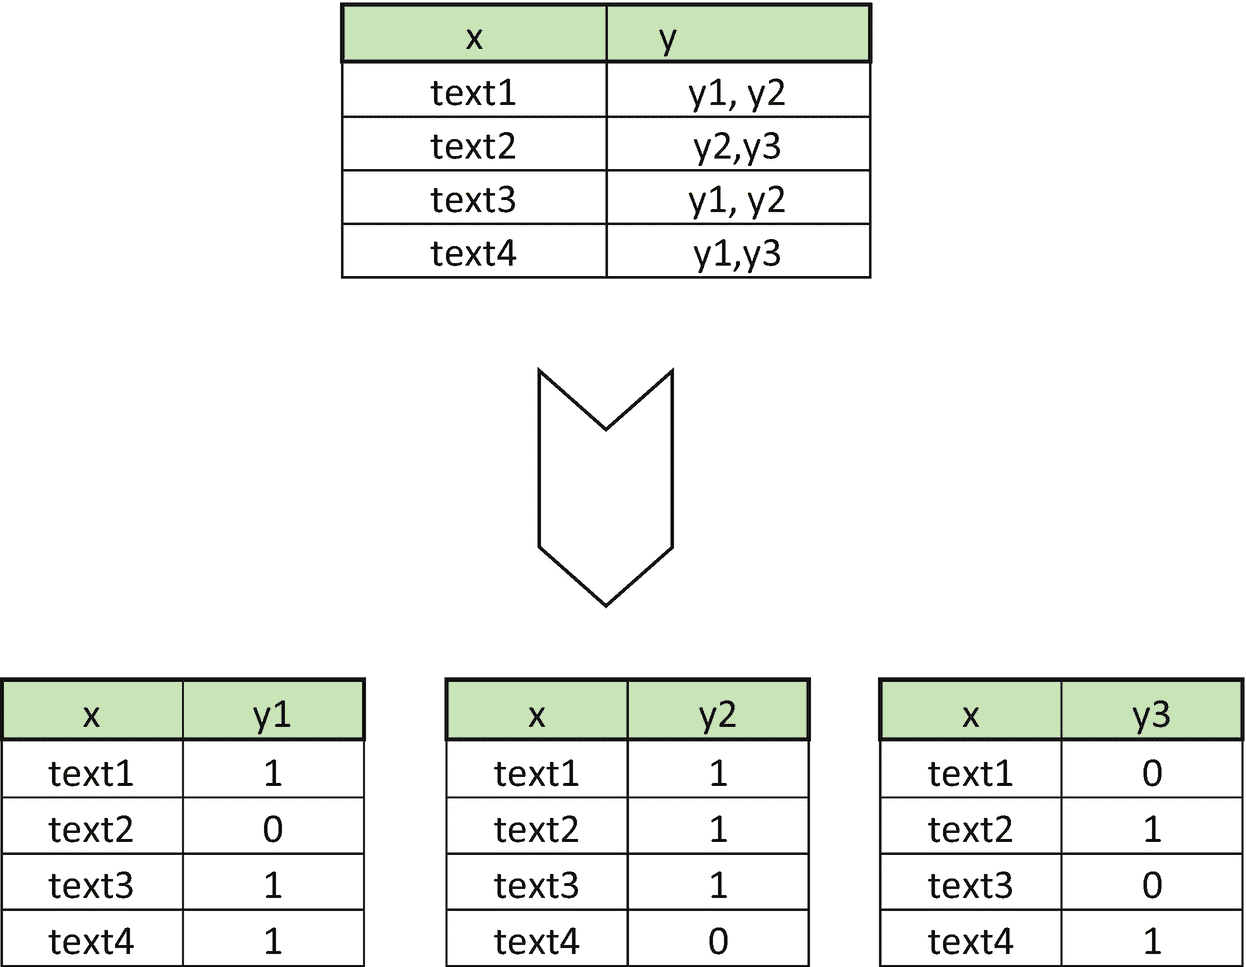 x y
text1 y1, y2
text2 y2,y3
text3 y1, y2
text4 y1,y3
x y1
text1 1
text2 0
text3 1
text4 1
x y2
text1 1
text2 1
text3 1
text4 0
x y3
text1 0
text2 1
text3 0
text4 1